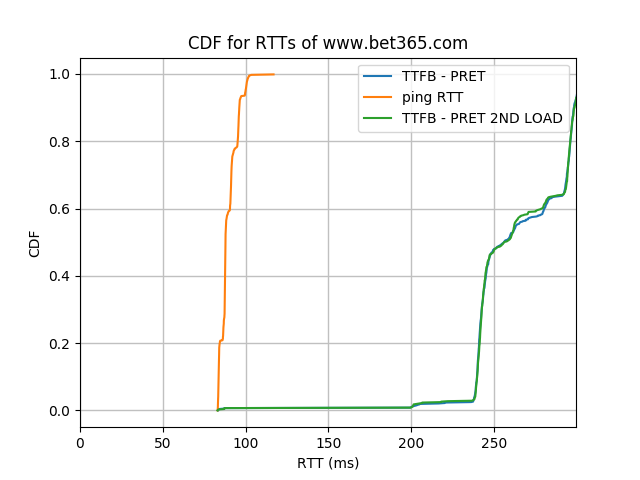 CDF for RTTs of www.bet365.com
TTFB - PRET
ping RTT
TTFB - PRET 2ND LOAD
CDF
1.0
0.8
0.6
0.4
0.2
0.0
0 50 100 150 200 250
RTT (ms)